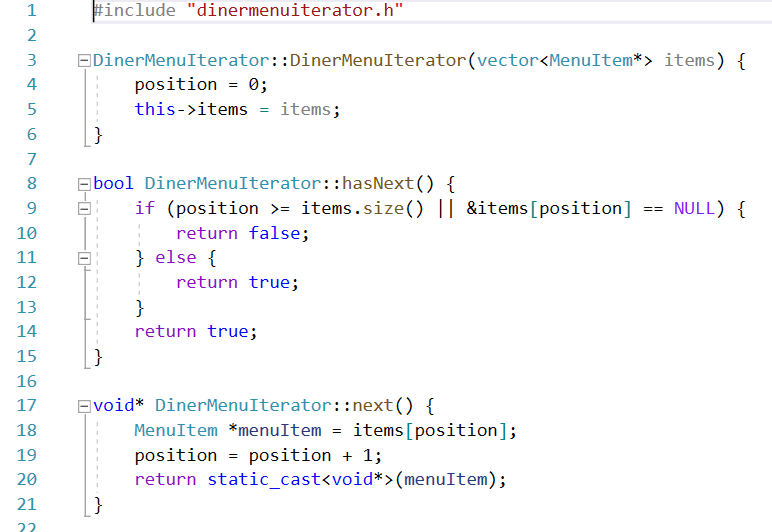 1 #include "dinermenuiterator.h"
2
3 DinerMenuIterator::DinerMenuIterator(vector<MenuItem*> items) {
4     position = 0;
5     this->items = items;
6 }
7
8 bool DinerMenuIterator::hasNext() {
9     if (position >= items.size() || &items[position] == NULL) {
10         return false;
11     } else {
12         return true;
13     }
14     return true;
15 }
16
17 void* DinerMenuIterator::next() {
18     MenuItem *menuItem = items[position];
19     position = position + 1;
20     return static_cast<void*>(menuItem);
21 }
22